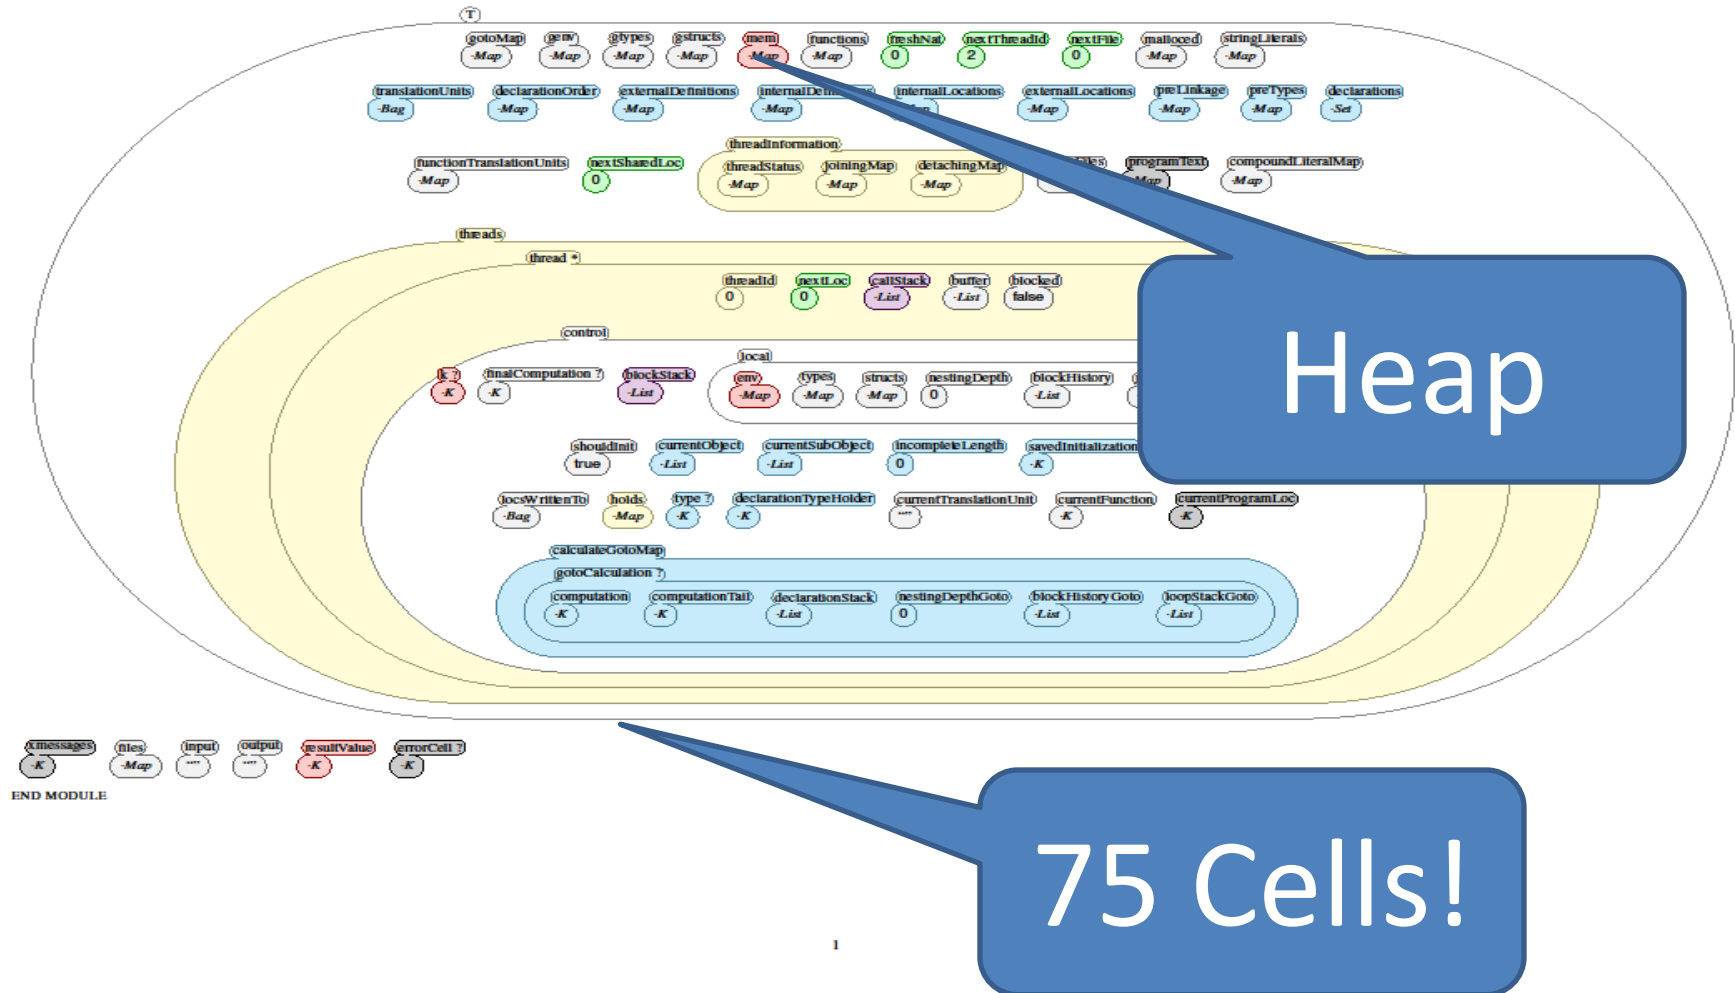 T
gotoMap genv gtypes gstructs mem functions freshNat nextThreadId nextFile malloced stringLiterals
·Map ·Map ·Map ·Map ·Map ·Map 0 2 0 ·Map ·Map
translationUnits declarationOrder externalDefinitions internalLocations externalLocations preLinkage preTypes declarations
·Bag ·Map ·Map ·Map ·Map ·Map ·Map ·Set
threadInformation
functionTranslationUnits nextSharedLoc threadStatus joiningMap detachingMap programText compoundLiteralMap
·Map 0 ·Map ·Map ·Map ·Map ·Map
threads
thread *
threadId nextLoc callStack buffer blocked
0 0 ·List ·List false
control
local
k ? finalComputation ? blockStack env types structs nestingDepth blockHistory
·K ·K ·List ·Map ·Map ·Map 0 ·List
Heap
shouldInit currentObject currentSubObject incompleteLength savedInitialization
true ·List ·List 0 ·K
locsWrittenTo holds type ? declarationTypeHolder currentTranslationUnit currentFunction currentProgramLoc
·Bag ·Map ·K ·K "" ·K ·K
calculateGotoMap
gotoCalculation ?
computation computationTail declarationStack nestingDepthGoto blockHistoryGoto loopStackGoto
·K ·K ·List 0 ·List ·List
xmessages files input output resultValue errorCell ?
·K ·Map "" "" ·K ·K
END MODULE
75 Cells!
1